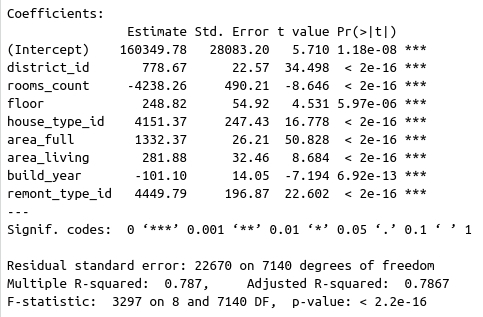 Coefficients:
Estimate Std. Error t value Pr(>|t|)
(Intercept) 160349.78 28083.20 5.710 1.18e-08 ***
district_id 778.67 22.57 34.498 < 2e-16 ***
rooms_count -4238.26 490.21 -8.646 < 2e-16 ***
floor 248.82 54.92 4.531 5.97e-06 ***
house_type_id 4151.37 247.43 16.778 < 2e-16 ***
area_full 1332.37 26.21 50.828 < 2e-16 ***
area_living 281.88 32.46 8.684 < 2e-16 ***
build_year -101.10 14.05 -7.194 6.92e-13 ***
remont_type_id 4449.79 196.87 22.602 < 2e-16 ***
---
Signif. codes: 0 ‘***’ 0.001 ‘**’ 0.01 ‘*’ 0.05 ‘.’ 0.1 ‘ ’ 1
Residual standard error: 22670 on 7140 degrees of freedom
Multiple R-squared: 0.787, Adjusted R-squared: 0.7867
F-statistic: 3297 on 8 and 7140 DF, p-value: < 2.2e-16